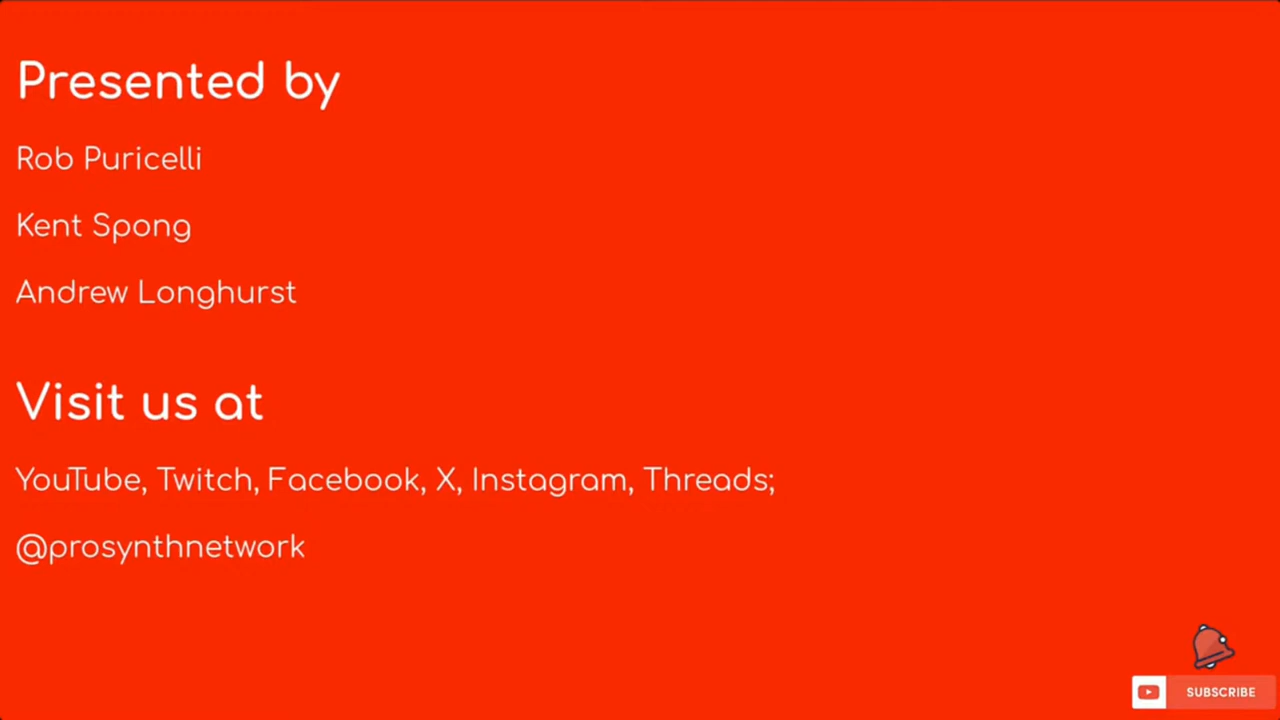 Presented by
Rob Puricelli
Kent Spong
Andrew Longhurst
Visit us at
YouTube, Twitch, Facebook, X, Instagram, Threads;
@prosynthnetwork
SUBSCRIBE